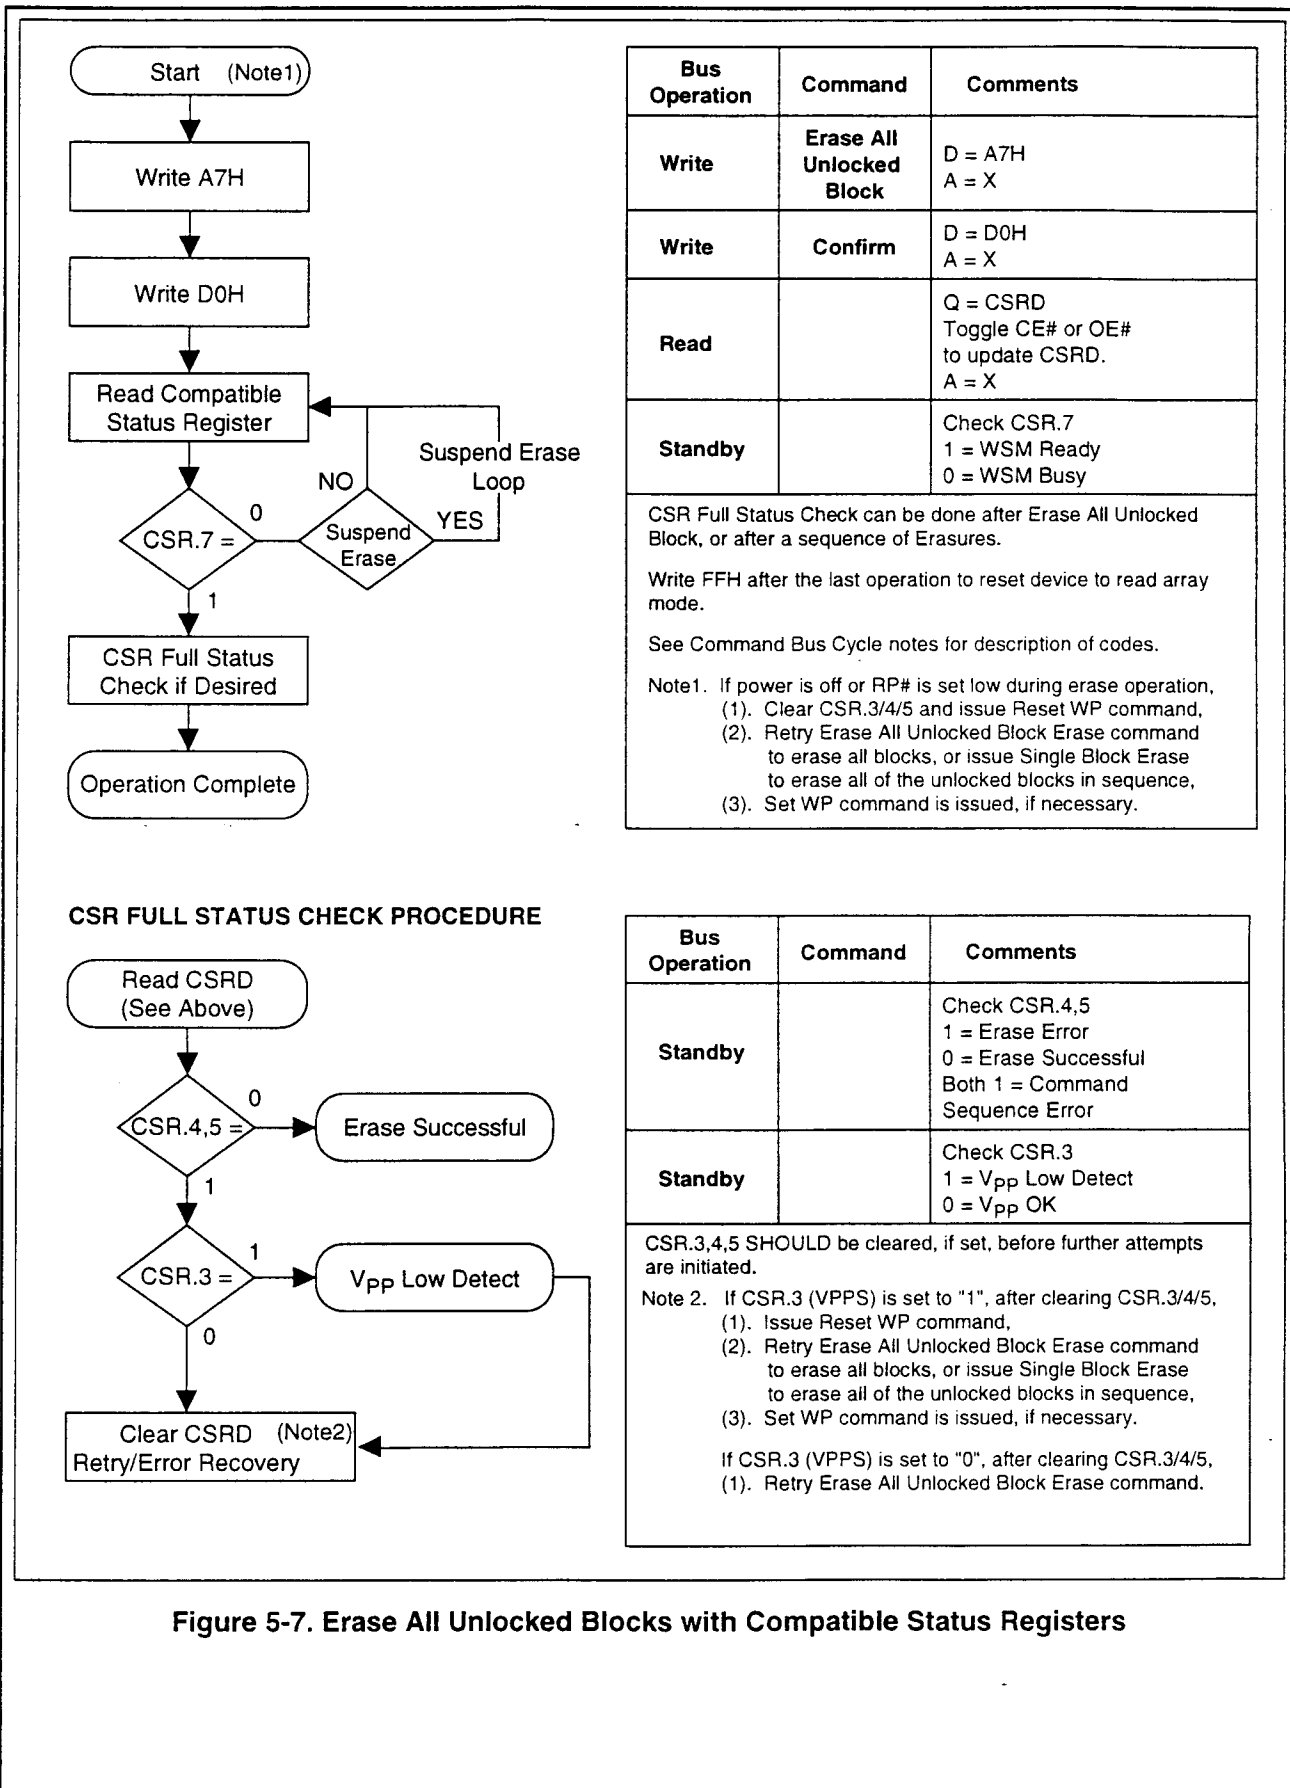 Start (Note1)
Write A7H
Write D0H
Read Compatible
Status Register
Suspend Erase
Loop
NO
YES
0
CSR.7 =
Suspend
Erase
1
CSR Full Status
Check if Desired
Operation Complete
Bus
Operation
Command
Comments
Write
Erase All
Unlocked
Block
D = A7H
A = X
Write
Confirm
D = D0H
A = X
Read
Q = CSRD
Toggle CE# or OE#
to update CSRD.
A = X
Standby
Check CSR.7
1 = WSM Ready
0 = WSM Busy
CSR Full Status Check can be done after Erase All Unlocked
Block, or after a sequence of Erasures.
Write FFH after the last operation to reset device to read array
mode.
See Command Bus Cycle notes for description of codes.
Note1. If power is off or RP# is set low during erase operation,
(1). Clear CSR.3/4/5 and issue Reset WP command,
(2). Retry Erase All Unlocked Block Erase command
to erase all blocks, or issue Single Block Erase
to erase all of the unlocked blocks in sequence,
(3). Set WP command is issued, if necessary.
CSR FULL STATUS CHECK PROCEDURE
Read CSRD
(See Above)
0
CSR.4,5 =
Erase Successful
1
1
CSR.3 =
VPP Low Detect
0
Clear CSRD (Note2)
Retry/Error Recovery
Bus
Operation
Command
Comments
Standby
Check CSR.4,5
1 = Erase Error
0 = Erase Successful
Both 1 = Command
Sequence Error
Standby
Check CSR.3
1 = VPP Low Detect
0 = VPP OK
CSR.3,4,5 SHOULD be cleared, if set, before further attempts
are initiated.
Note 2. If CSR.3 (VPPS) is set to "1", after clearing CSR.3/4/5,
(1). Issue Reset WP command,
(2). Retry Erase All Unlocked Block Erase command
to erase all blocks, or issue Single Block Erase
to erase all of the unlocked blocks in sequence,
(3). Set WP command is issued, if necessary.
If CSR.3 (VPPS) is set to "0", after clearing CSR.3/4/5,
(1). Retry Erase All Unlocked Block Erase command.
Figure 5-7. Erase All Unlocked Blocks with Compatible Status Registers